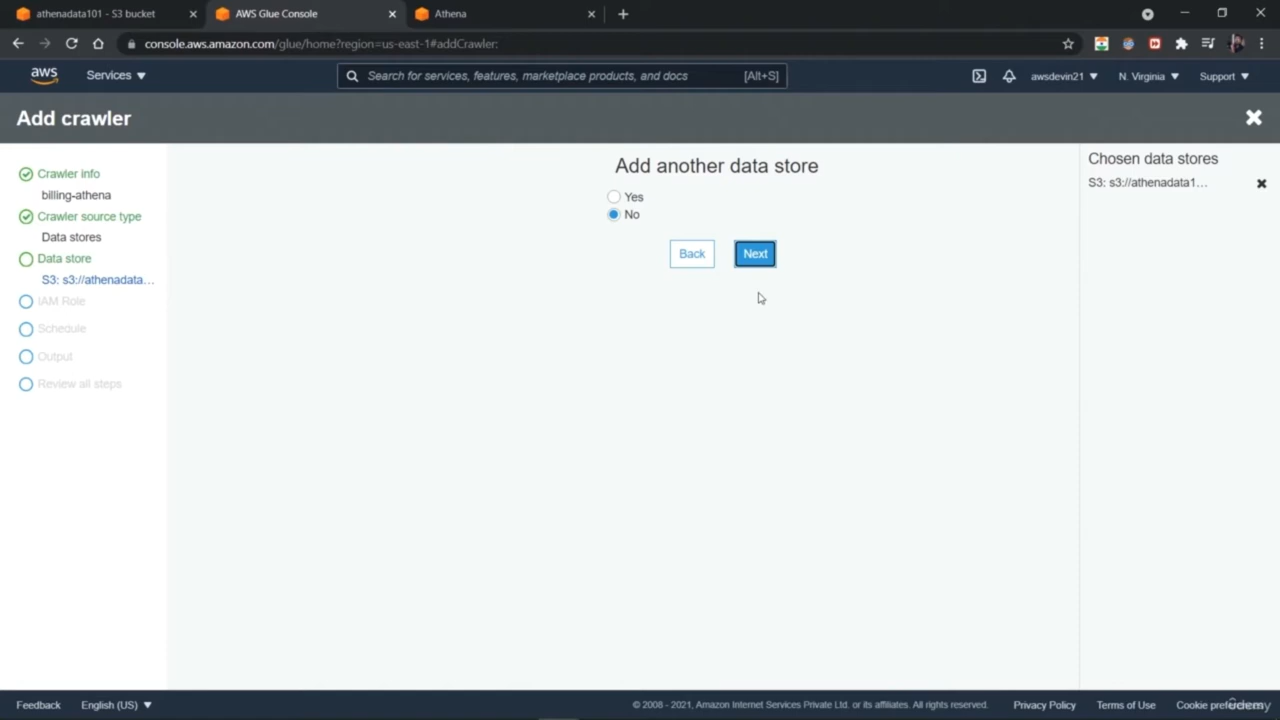 athenadata101 - S3 bucket
AWS Glue Console
Athena
console.aws.amazon.com/glue/home?region=us-east-1#addCrawler:
aws
Services
Search for services, features, marketplace products, and docs
[Alt+S]
awsdevin21
N. Virginia
Support
Add crawler
Crawler info
billing-athena
Crawler source type
Data stores
Data store
S3: s3://athenadata...
IAM Role
Schedule
Output
Review all steps
Add another data store
Yes
No
Back
Next
Chosen data stores
S3: s3://athenadata1...
Feedback
English (US)
© 2008 - 2021, Amazon Internet Services Private Ltd. or its affiliates. All rights reserved.
Privacy Policy
Terms of Use
Cookie preferences
Udemy